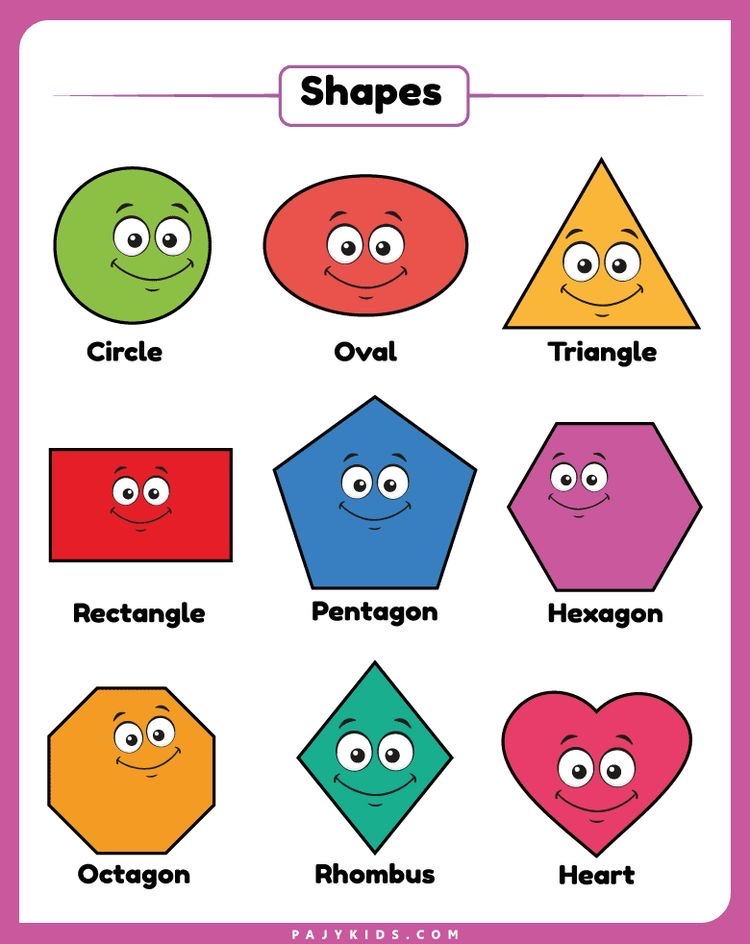 Shapes
Circle Oval Triangle
Rectangle Pentagon Hexagon
Octagon Rhombus Heart
PAJYKIDS.COM